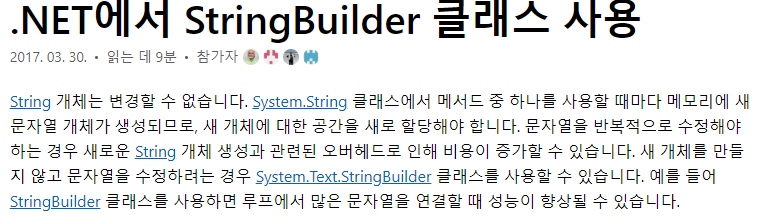 .NET에서 StringBuilder 클래스 사용
2017. 03. 30. • 읽는 데 9분 • 참가자
String 개체는 변경할 수 없습니다. System.String 클래스에서 메서드 중 하나를 사용할 때마다 메모리에 새
문자열 개체가 생성되므로, 새 개체에 대한 공간을 새로 할당해야 합니다. 문자열을 반복적으로 수정해야
하는 경우 새로운 String 개체 생성과 관련된 오버헤드로 인해 비용이 증가할 수 있습니다. 새 개체를 만들
지 않고 문자열을 수정하려는 경우 System.Text.StringBuilder 클래스를 사용할 수 있습니다. 예를 들어
StringBuilder 클래스를 사용하면 루프에서 많은 문자열을 연결할 때 성능이 향상될 수 있습니다.